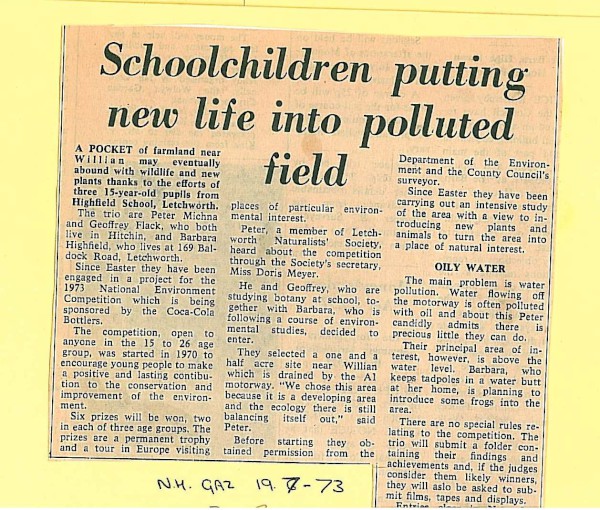 Schoolchildren putting
new life into polluted
field
A POCKET of farmland near
Willian may eventually
abound with wildlife and new
plants thanks to the efforts of
three 15-year-old pupils from
Highfield School, Letchworth.
The trio are Peter Michna
and Geoffrey Flack, who both
live in Hitchin, and Barbara
Highfield, who lives at 169 Bal-
dock Road, Letchworth.
Since Easter they have been
engaged in a project for the
1973 National Environment
Competition which is being
sponsored by the Coca-Cola
Bottlers.
The competition, open to
anyone in the 15 to 26 age
group, was started in 1970 to
encourage young people to make
a positive and lasting contibu-
tion to the conservation and
improvement of the environ-
ment.
Six prizes will be won, two
in each of three age groups. The
prizes are a permanent trophy
and a tour in Europe visiting
places of particular environ-
mental interest.
Peter, a member of Letch-
worth Naturalists' Society,
heard about the competition
through the Society's secretary,
Miss Doris Meyer.
He and Geoffrey, who are
studying botany at school, to-
gether with Barbara, who is
following a course of environ-
mental studies, decided to
enter.
They selected a one and a
half acre site near Willian
which is drained by the A1
motorway. "We chose this area
because it is a developing area
and the ecology there is still
balancing itself out," said
Peter.
Before starting they ob-
tained permission from the
Department of the Environ-
ment and the County Council's
surveyor.
Since Easter they have been
carrying out an intensive study
of the area with a view to in-
troducing new plants and
animals to turn the area into
a place of natural interest.
OILY WATER
The main problem is water
pollution. Water flowing off
the motorway is often polluted
with oil and about this Peter
candidly admits there is
precious little they can do.
Their principal area of in-
terest, however, is above the
water level. Barbara, who
keeps tadpoles in a water butt
at her home, is planning to
introduce some frogs into the
area.
There are no special rules re-
lating to the competition. The
trio will submit a folder con-
taining their findings and
achievements and, if the judges
consider them likely winners,
they will aslo be asked to sub-
mit films, tapes and displays.
N.H. GAZ 19.7-73